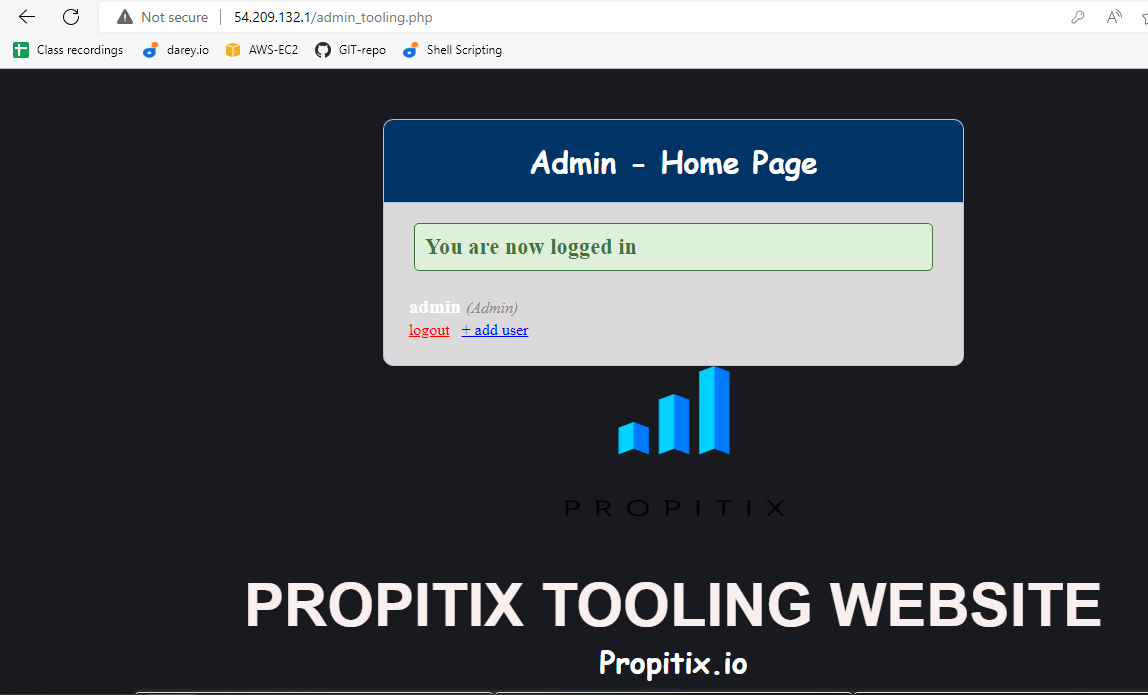 Not secure 54.209.132.1/admin_tooling.php A
Class recordings darey.io AWS-EC2 GIT-repo Shell Scripting
Admin - Home Page
You are now logged in
admin (Admin)
logout + add user
PROPITIX
PROPITIX TOOLING WEBSITE
Propitix.io